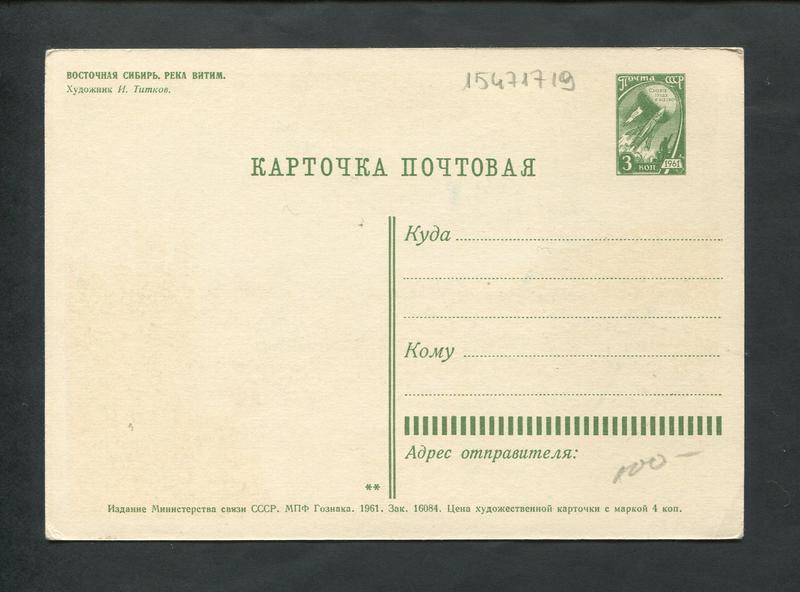 ВОСТОЧНАЯ СИБИРЬ. РЕКА ВИТИМ.
Художник И. Титков.
15471719
Почта СССР
Слава
3 коп
1961
КАРТОЧКА ПОЧТОВАЯ
Куда
Кому
Адрес отправителя:
100-
**
Издание Министерства связи СССР. МПФ Гознака. 1961. Зак. 16084. Цена художественной карточки с маркой 4 коп.